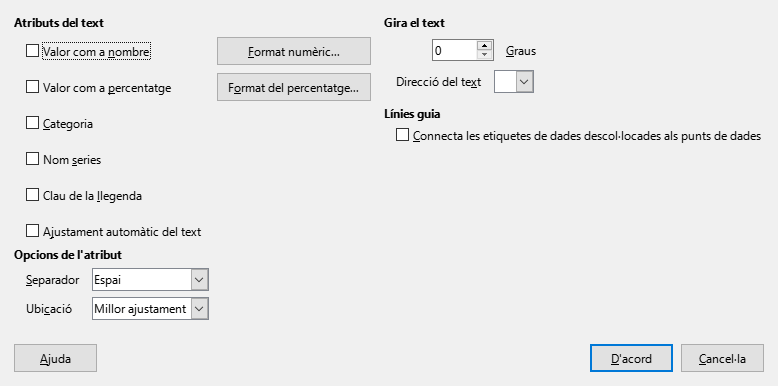 Atributs del text
Valor com a nombre
Format numèric...
Valor com a percentatge
Format del percentatge...
Categoria
Nom series
Clau de la llegenda
Ajustament automàtic del text
Opcions de l'atribut
Separador
Espai
Ubicació
Millor ajustament
Gira el text
0
Graus
Direcció del text
Línies guia
Connecta les etiquetes de dades descol·locades als punts de dades
Ajuda
D'acord
Cancel·la